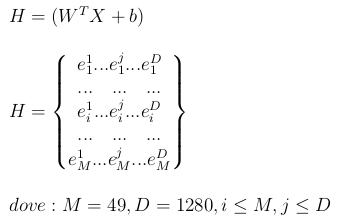 H = (W^T X + b)
e_1^1...e_1^j...e_1^D
... ... ...
H = { e_i^1...e_i^j...e_i^D }
... ... ...
e_M^1...e_M^j...e_M^D
dove : M = 49, D = 1280, i ≤ M, j ≤ D